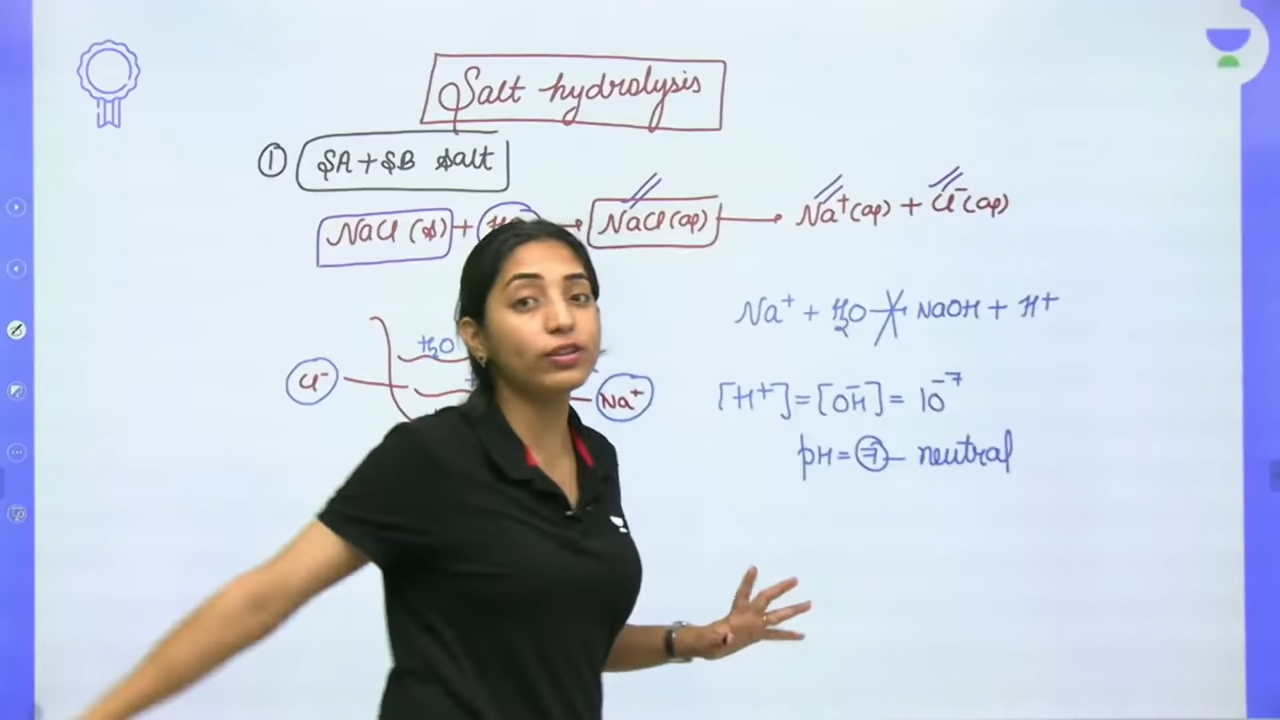 Salt hydrolysis
① SA + SB salt
NaCl (s) + → NaCl(aq) → Na⁺(aq) + Cl⁻(aq)
Na⁺ + H₂O → NaOH + H⁺
H₂O
Cl⁻ Na⁺
[H⁺] = [OH⁻] = 10⁻⁷
pH = 7 – neutral